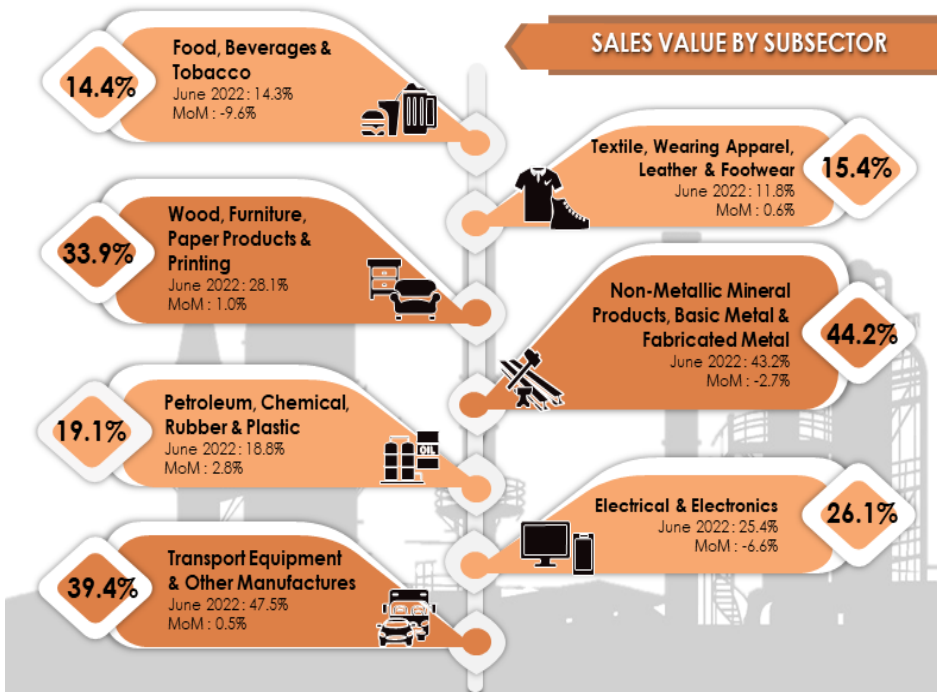 SALES VALUE BY SUBSECTOR
14.4%
Food, Beverages &
Tobacco
June 2022 : 14.3%
MoM : -9.6%
Textile, Wearing Apparel,
Leather & Footwear
June 2022 : 11.8%
MoM : 0.6%
15.4%
33.9%
Wood, Furniture,
Paper Products &
Printing
June 2022 : 28.1%
MoM : 1.0%
Non-Metallic Mineral
Products, Basic Metal &
Fabricated Metal
June 2022 : 43.2%
MoM : -2.7%
44.2%
19.1%
Petroleum, Chemical,
Rubber & Plastic
June 2022 : 18.8%
MoM : 2.8%
OIL
Electrical & Electronics
June 2022 : 25.4%
MoM : -6.6%
26.1%
39.4%
Transport Equipment
& Other Manufactures
June 2022 : 47.5%
MoM : 0.5%